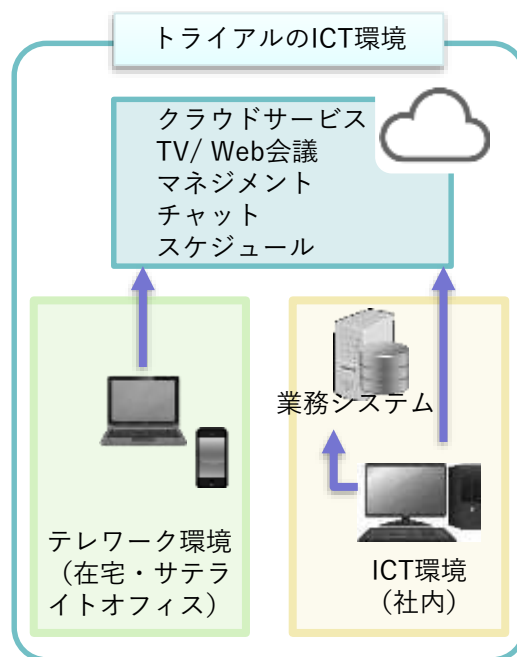 トライアルのICT環境
クラウドサービス
TV/ Web会議
マネジメント
チャット
スケジュール
業務システム
テレワーク環境
（在宅・サテラ
イトオフィス）
ICT環境
（社内）